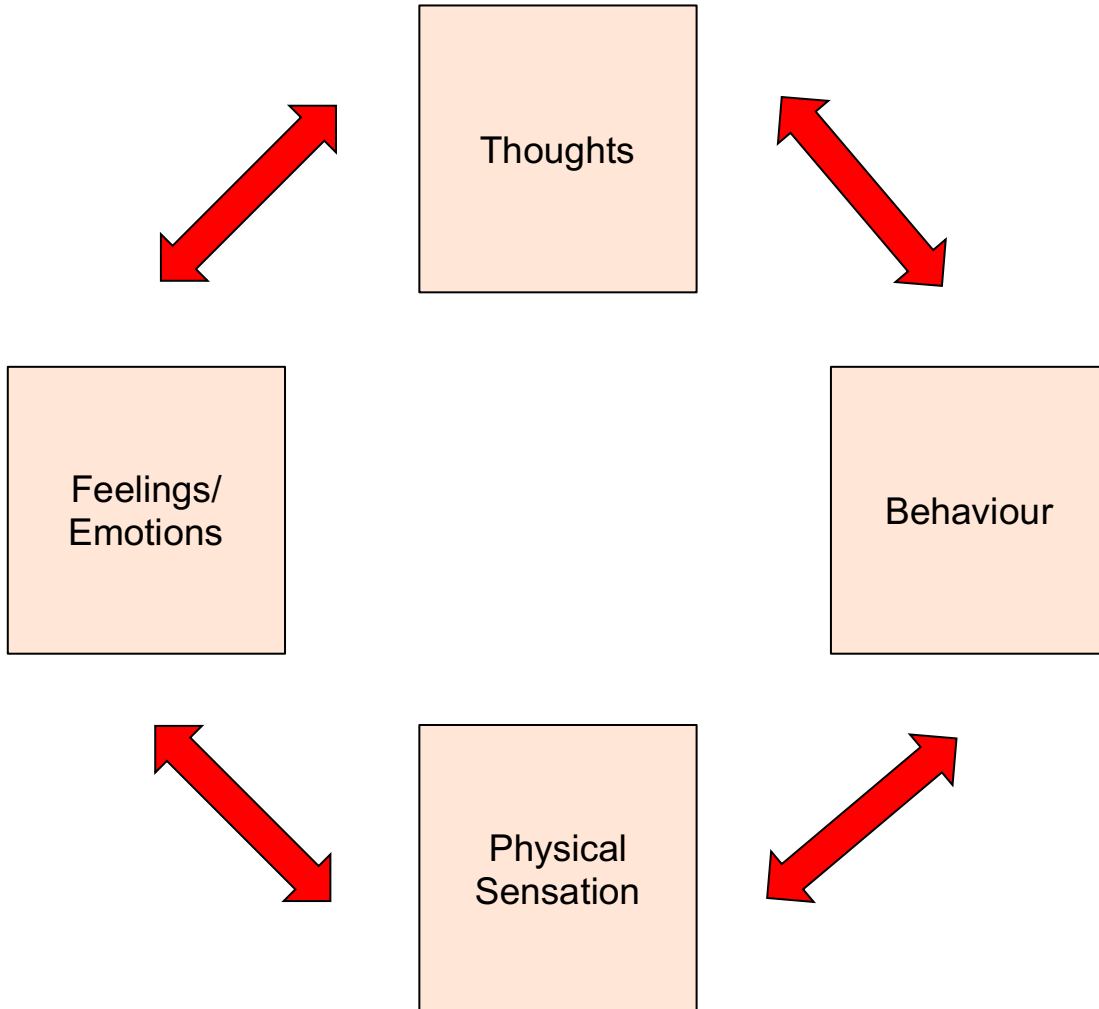 Thoughts
Feelings/
Emotions
Behaviour
Physical
Sensation